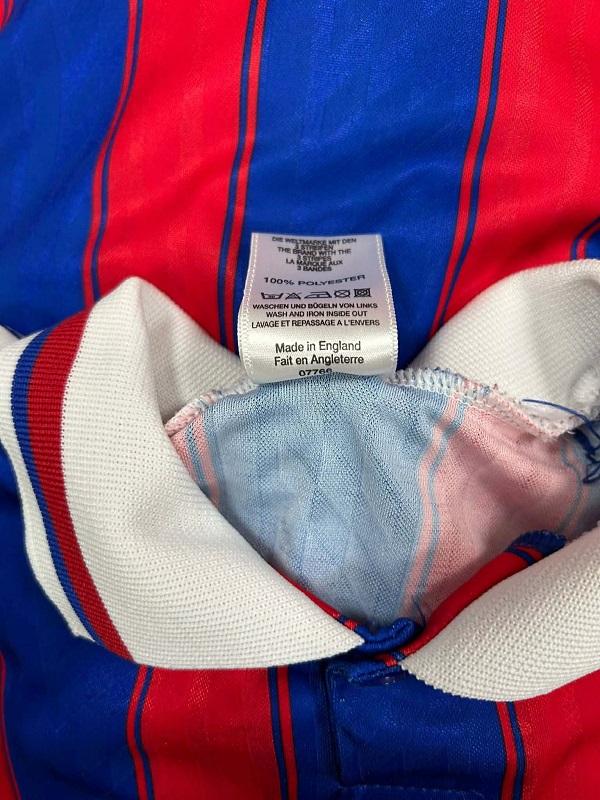 DIE WELTMARKE MIT DEN
3 STREIFEN
THE BRAND WITH THE
3 STRIPES
LA MARQUE AUX
3 BANDES
100% POLYESTER
WASCHEN UND BÜGELN VON LINKS
WASH AND IRON INSIDE OUT
LAVAGE ET REPASSAGE A L'ENVERS
Made in England
Fait en Angleterre
07766